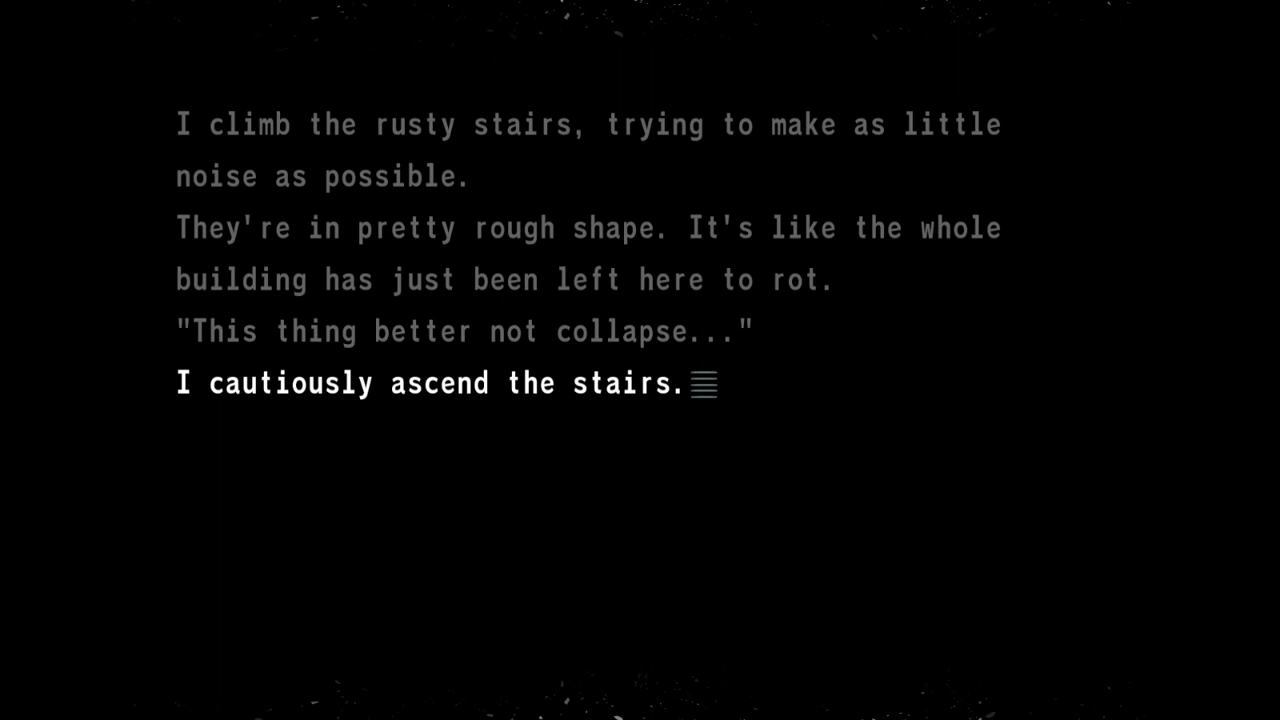 I climb the rusty stairs, trying to make as little
noise as possible.
They're in pretty rough shape. It's like the whole
building has just been left here to rot.
"This thing better not collapse..."
I cautiously ascend the stairs.